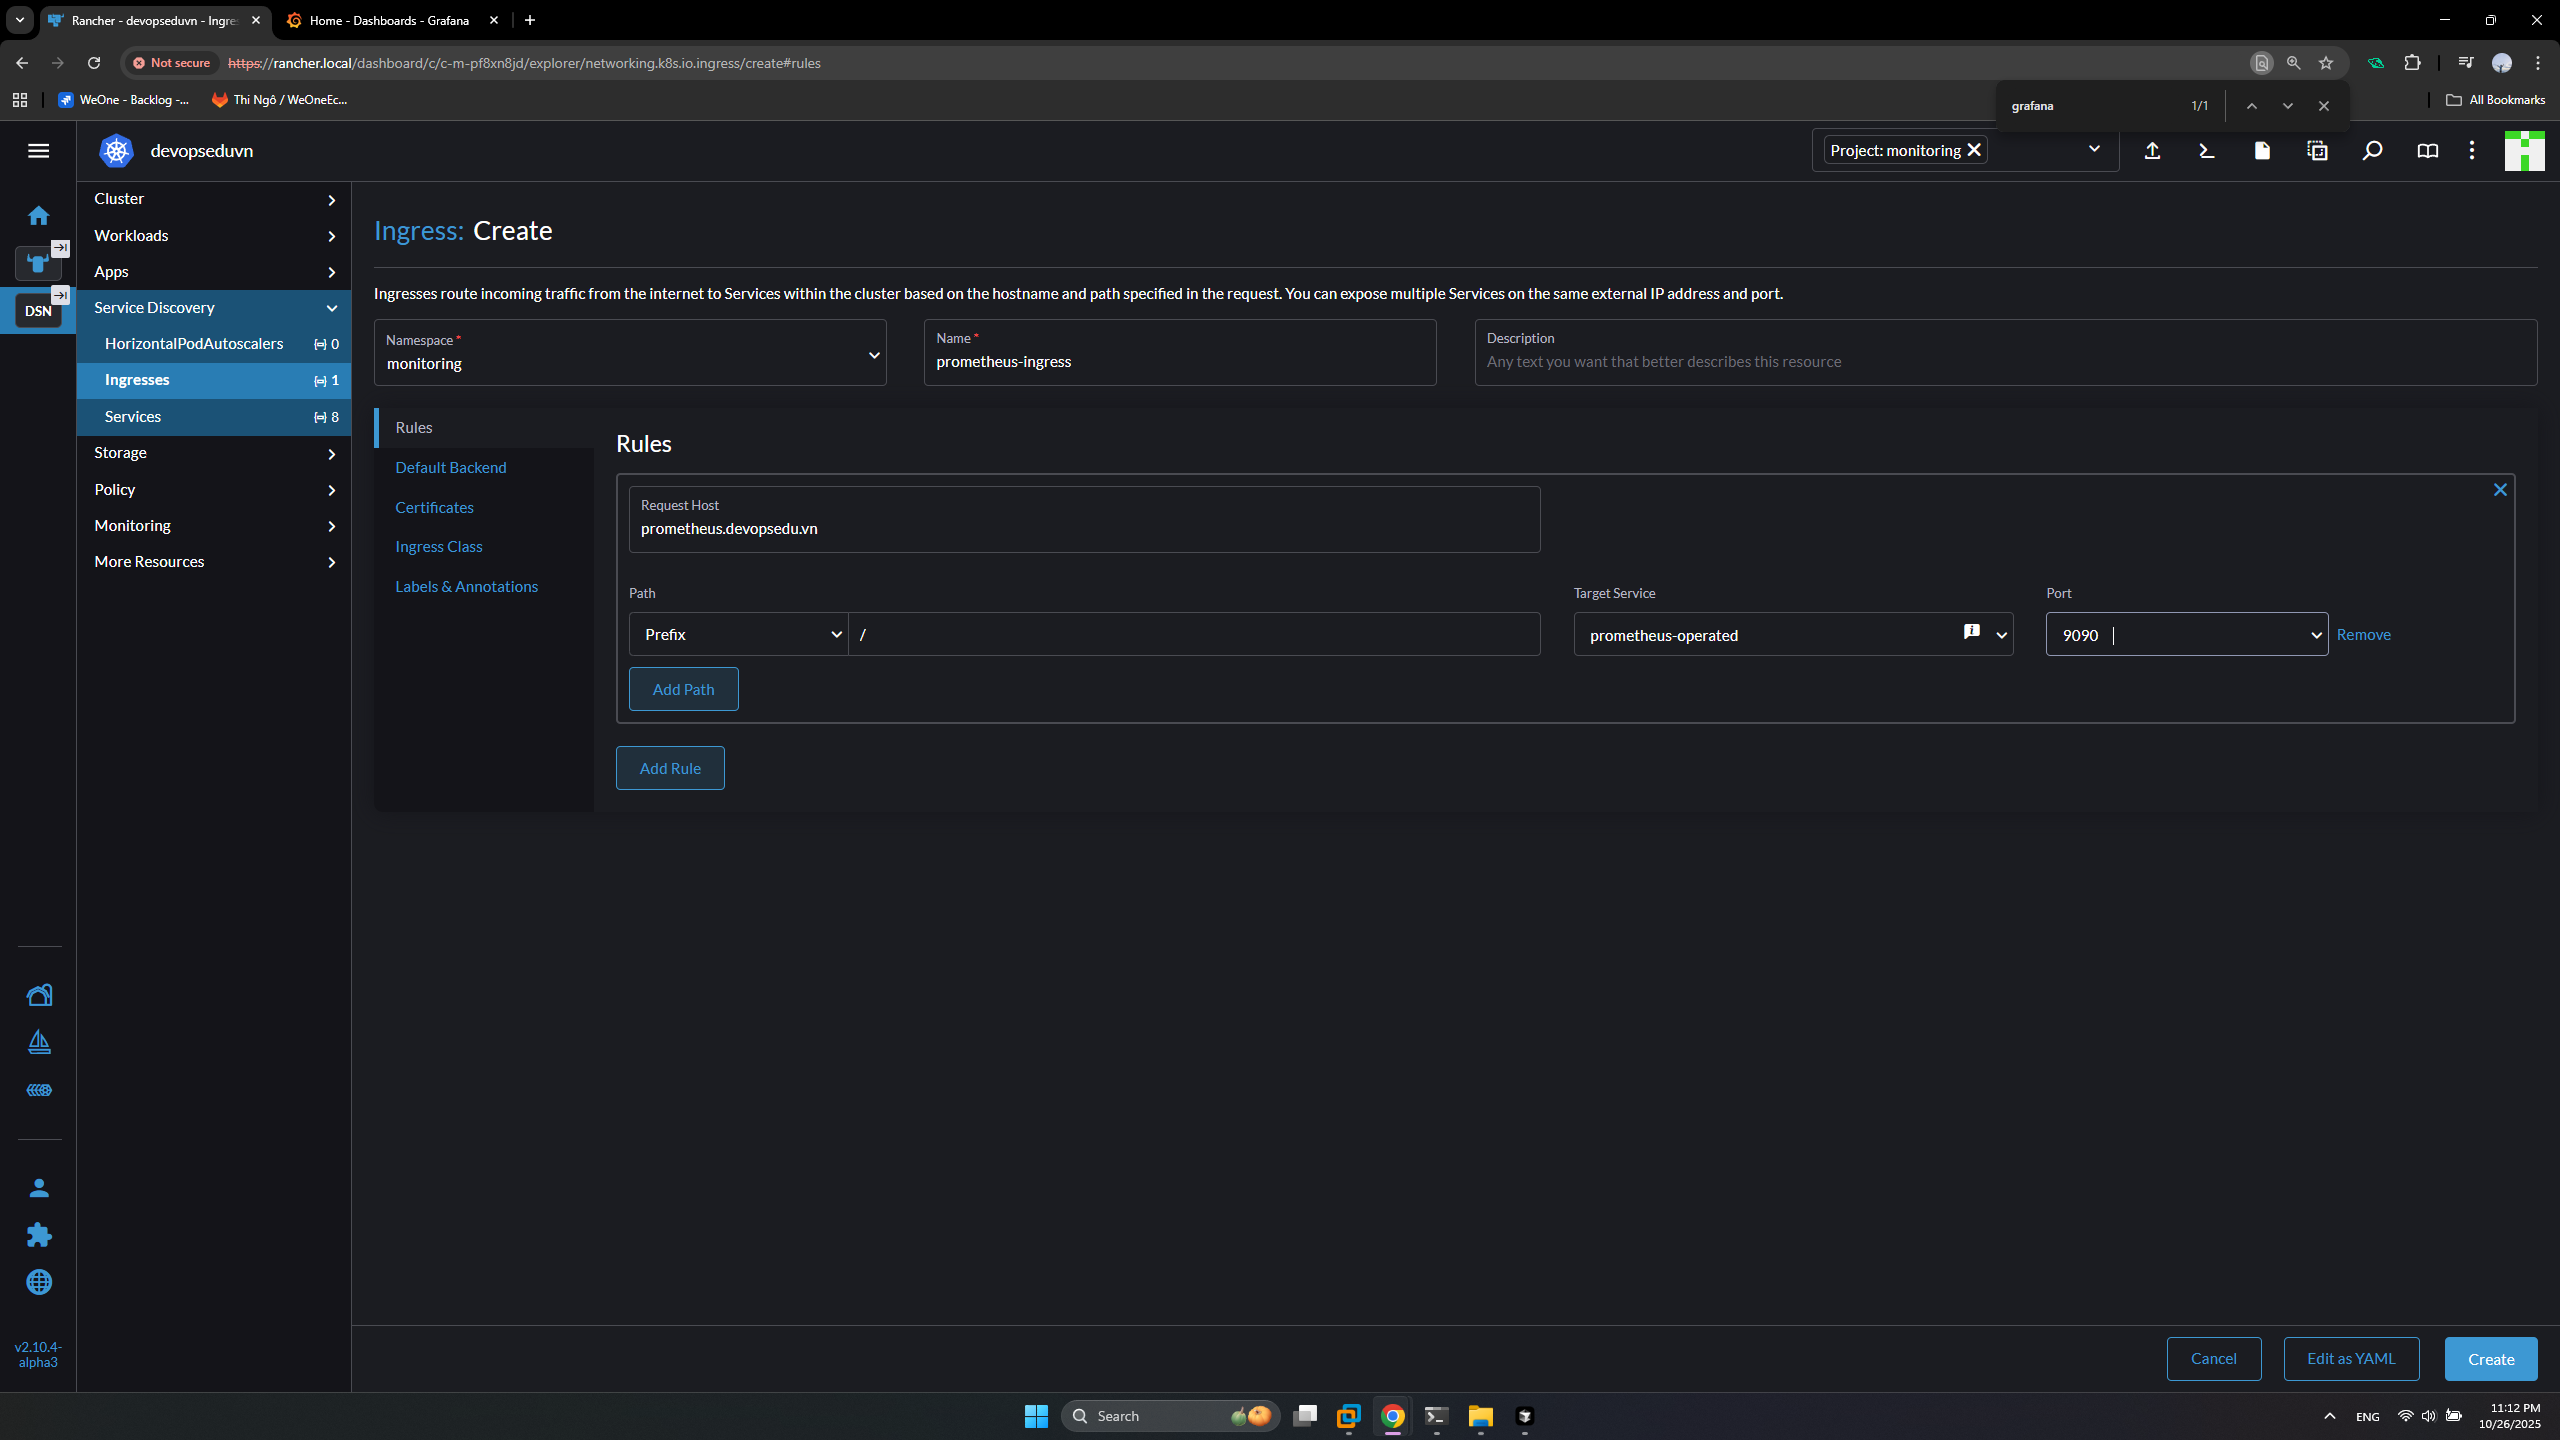 Rancher - devopseduvn - Ingre
Home - Dashboards - Grafana
Not secure
https://rancher.local/dashboard/c/c-m-pf8xn8jd/explorer/networking.k8s.io.ingress/create#rules
WeOne - Backlog -...
Thi Ngô / WeOneEc...
grafana
1/1
All Bookmarks
devopseduvn
Project: monitoring
DSN
Cluster
Workloads
Apps
Service Discovery
HorizontalPodAutoscalers 0
Ingresses 1
Services 8
Storage
Policy
Monitoring
More Resources
v2.10.4-
alpha3
Ingress: Create
Ingresses route incoming traffic from the internet to Services within the cluster based on the hostname and path specified in the request. You can expose multiple Services on the same external IP address and port.
Namespace *
monitoring
Name *
prometheus-ingress
Description
Any text you want that better describes this resource
Rules
Default Backend
Certificates
Ingress Class
Labels & Annotations
Rules
Request Host
prometheus.devopsedu.vn
Path
Target Service
Port
Prefix
/
prometheus-operated
9090
Remove
Add Path
Add Rule
Cancel
Edit as YAML
Create
Search
ENG
11:12 PM
10/26/2025